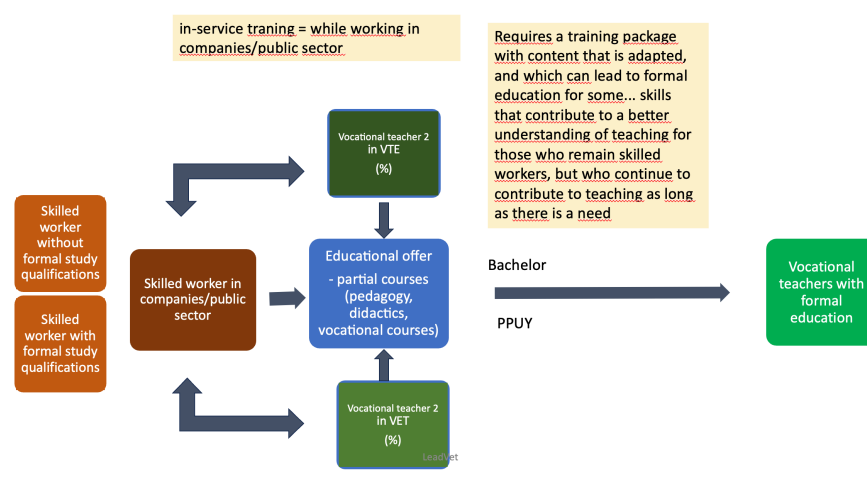 in-service traning = while working in
companies/public sector
Requires a training package
with content that is adapted,
and which can lead to formal
education for some... skills
that contribute to a better
understanding of teaching for
those who remain skilled
workers, but who continue to
contribute to teaching as long
as there is a need
Vocational teacher 2
in VTE
(%)
Skilled
worker
without
formal study
qualifications
Skilled
worker with
formal study
qualifications
Skilled worker in
companies/public
sector
Educational offer
- partial courses
(pedagogy,
didactics,
vocational courses)
Bachelor
PPUY
Vocational
teachers with
formal
education
Vocational teacher 2
in VET
(%)
LeadVet